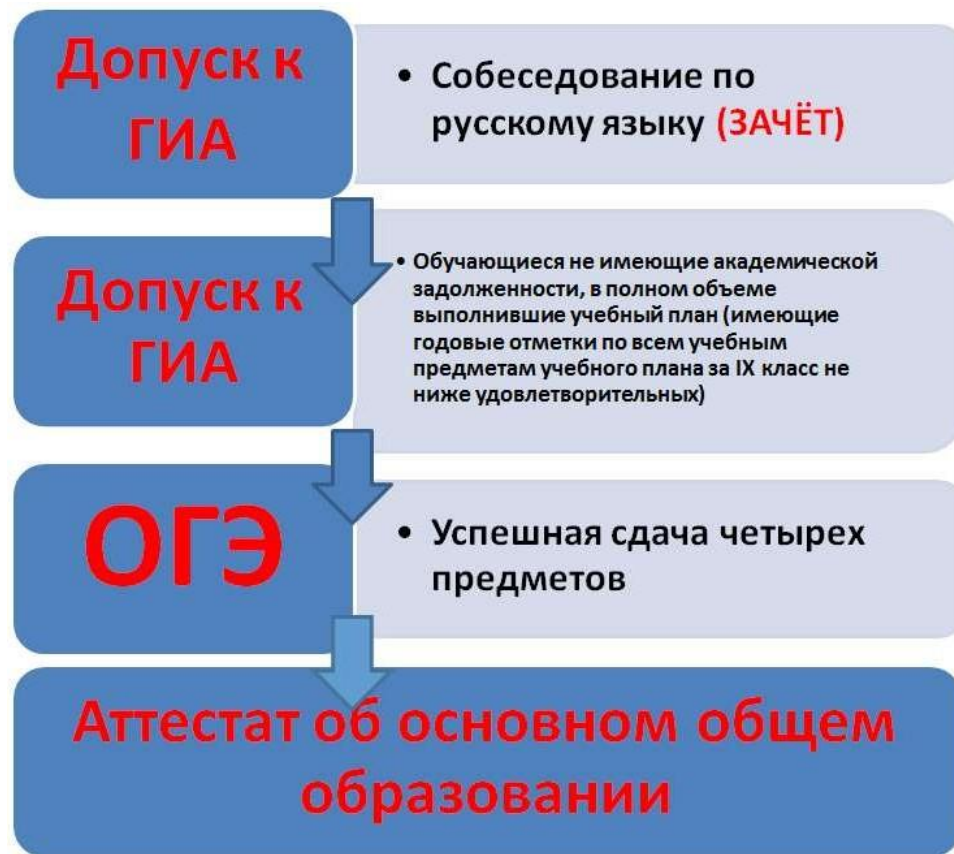 Допуск к
ГИА
• Собеседование по
русскому языку (ЗАЧЁТ)
Допуск к
ГИА
• Обучающиеся не имеющие академической
задолженности, в полном объеме
выполнившие учебный план (имеющие
годовые отметки по всем учебным
предметам учебного плана за IX класс не
ниже удовлетворительных)
ОГЭ
• Успешная сдача четырех
предметов
Аттестат об основном общем
образовании